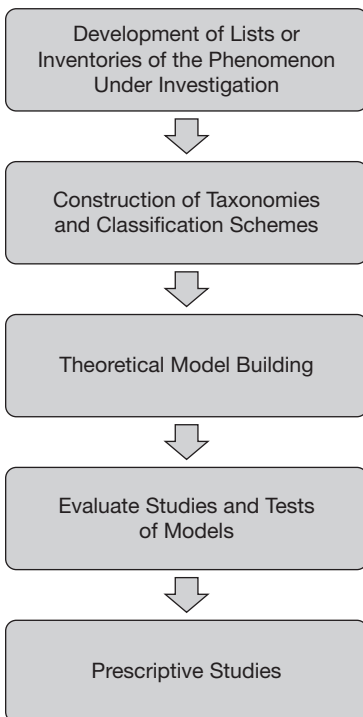 Development of Lists or
Inventories of the Phenomenon
Under Investigation
Construction of Taxonomies
and Classification Schemes
Theoretical Model Building
Evaluate Studies and Tests
of Models
Prescriptive Studies